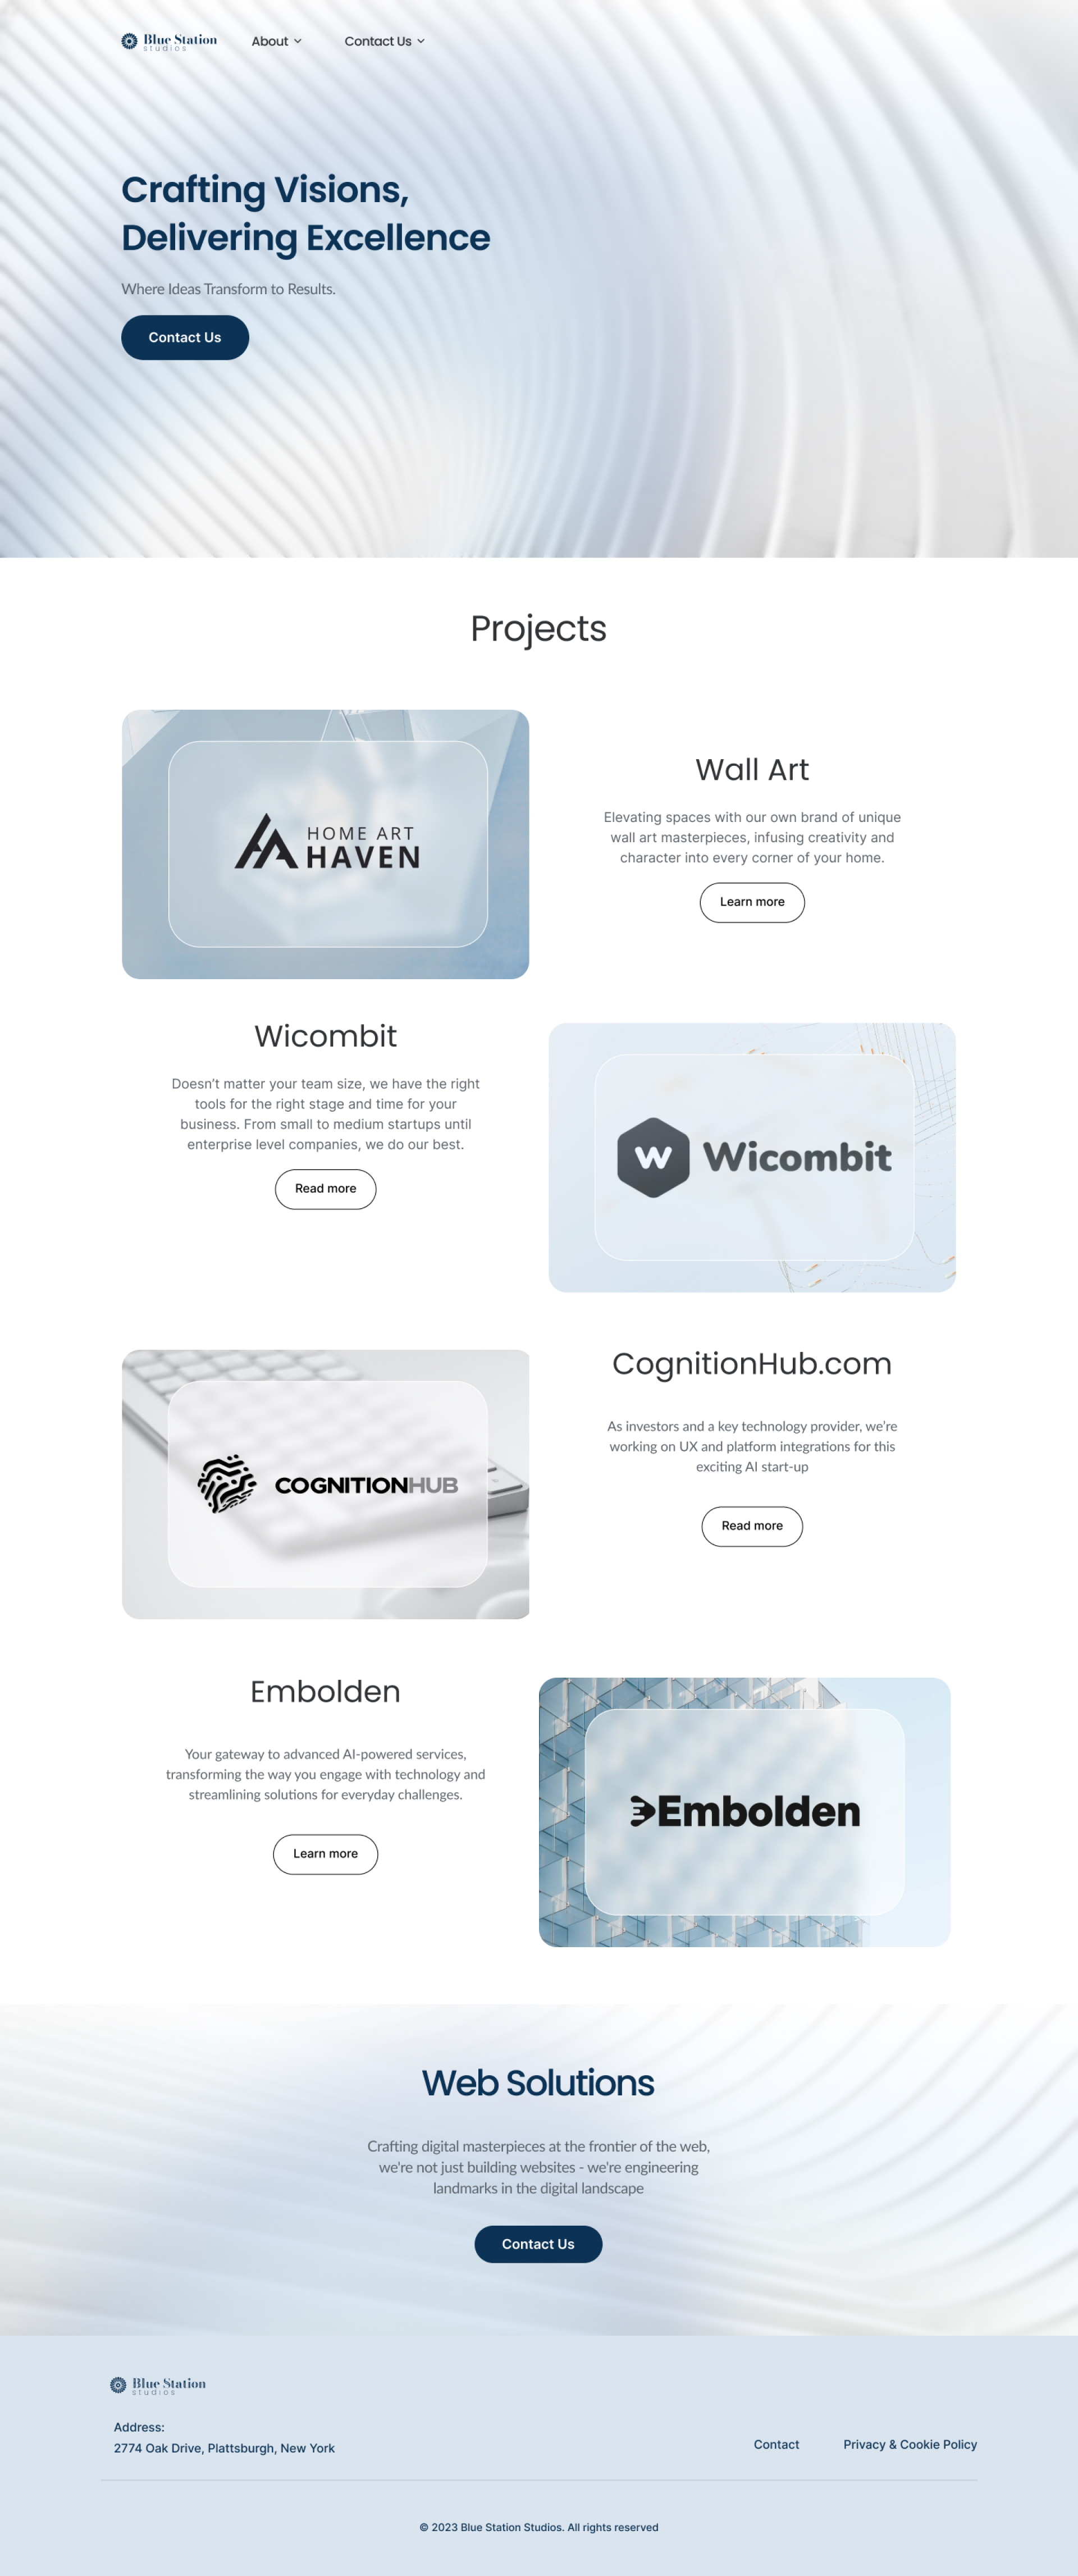 Blue Station
studios
About
Contact Us
Crafting Visions,
Delivering Excellence
Where Ideas Transform to Results.
Contact Us
Projects
HOME ART
HAVEN
Wall Art
Elevating spaces with our own brand of unique
wall art masterpieces, infusing creativity and
character into every corner of your home.
Learn more
Wicombit
Doesn’t matter your team size, we have the right
tools for the right stage and time for your
business. From small to medium startups until
enterprise level companies, we do our best.
Read more
W
Wicombit
COGNITIONHUB
CognitionHub.com
As investors and a key technology provider, we’re
working on UX and platform integrations for this
exciting AI start-up
Read more
Embolden
Your gateway to advanced AI-powered services,
transforming the way you engage with technology and
streamlining solutions for everyday challenges.
Learn more
Embolden
Web Solutions
Crafting digital masterpieces at the frontier of the web,
we're not just building websites - we're engineering
landmarks in the digital landscape
Contact Us
Blue Station
studios
Address:
2774 Oak Drive, Plattsburgh, New York
Contact
Privacy & Cookie Policy
© 2023 Blue Station Studios. All rights reserved